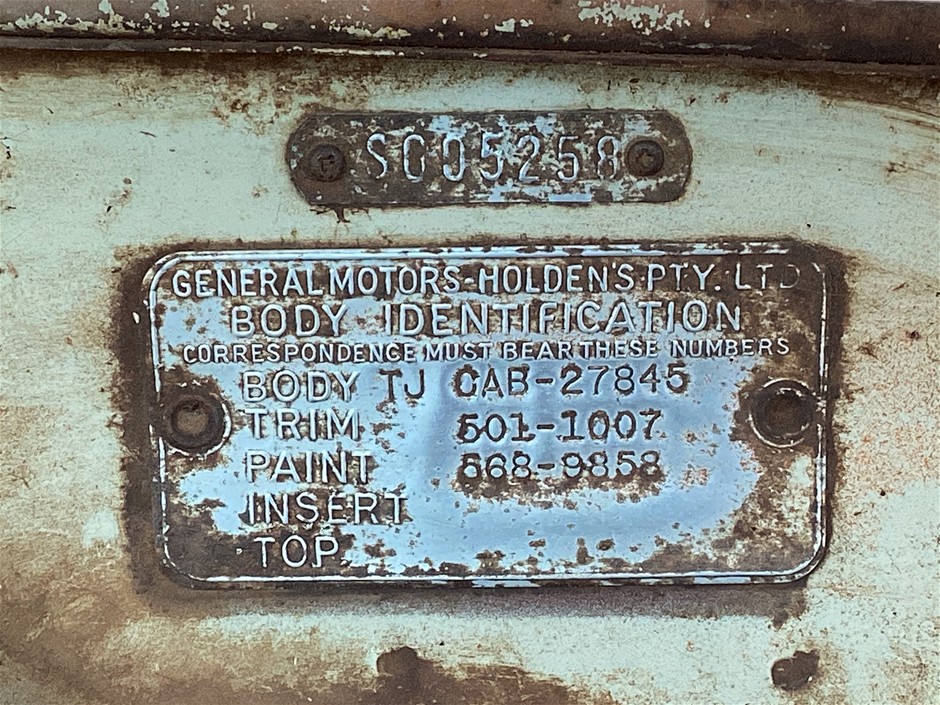 SG05258
GENERAL MOTORS-HOLDEN'S PTY. LTD
BODY IDENTIFICATION
CORRESPONDENCE MUST BEAR THESE NUMBERS
BODY TJ CAB-27845
TRIM 501-1007
PAINT 568-9858
INSERT
TOP